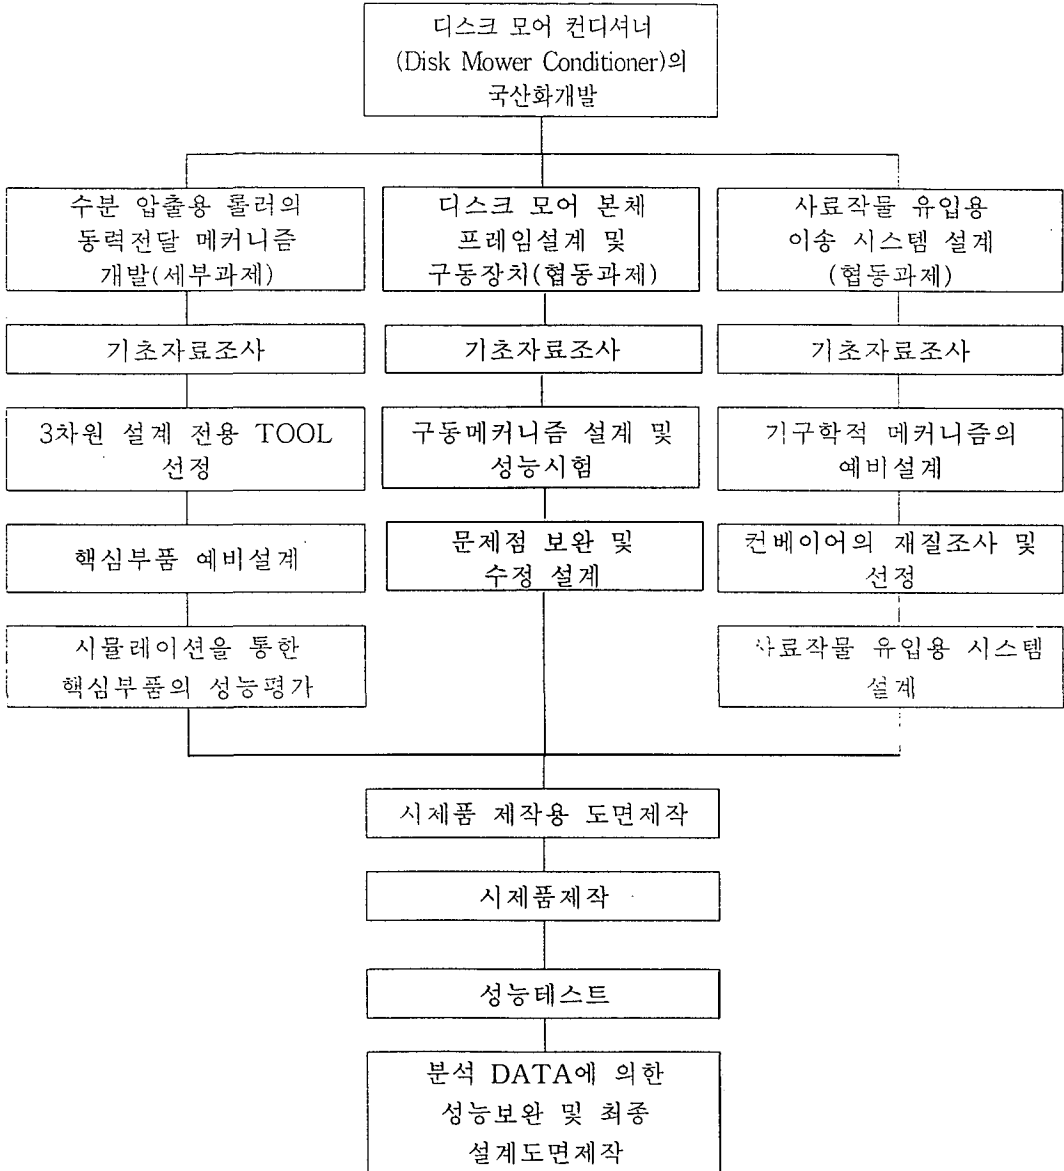 디스크 모어 컨디셔너
(Disk Mower Conditioner)의
국산화개발
수분 압출용 롤러의
동력전달 메커니즘
개발(세부과제)
디스크 모어 본체
프레임설계 및
구동장치(협동과제)
사료작물 유입용
이송 시스템 설계
(협동과제)
기초자료조사
기초자료조사
기초자료조사
3차원 설계 전용 TOOL
선정
구동메커니즘 설계 및
성능시험
기구학적 메커니즘의
예비설계
핵심부품 예비설계
문제점 보완 및
수정 설계
컨베이어의 재질조사 및
선정
시뮬레이션을 통한
핵심부품의 성능평가
사료작물 유입용 시스템
설계
시제품 제작용 도면제작
시제품제작
성능테스트
분석 DATA에 의한
성능보완 및 최종
설계도면제작